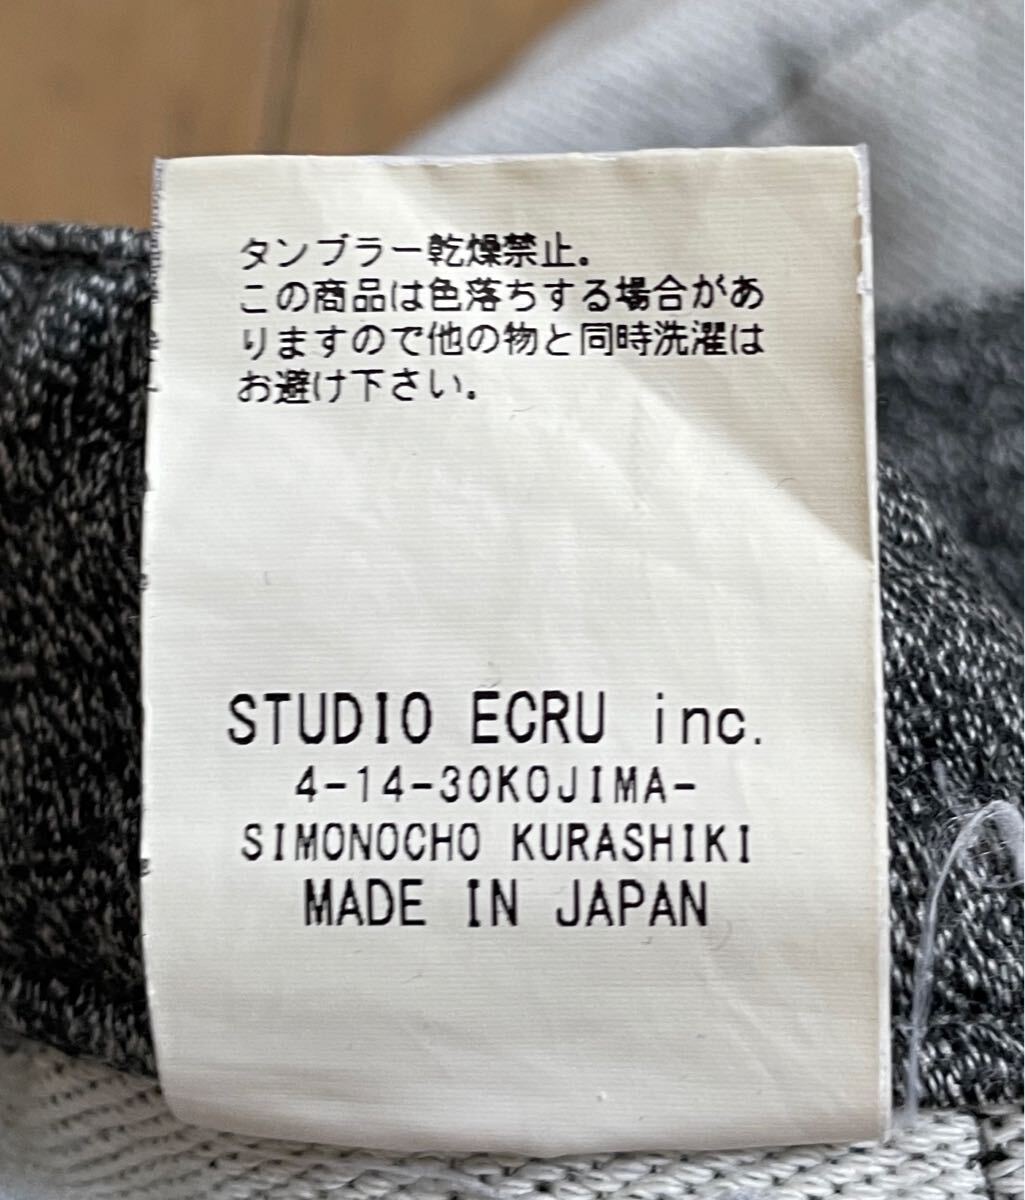 タンブラー乾燥禁止.
この商品は色落ちする場合があ
りますので他の物と同時洗濯は
お避け下さい.
STUDIO ECRU inc.
4-14-30KOJIMA-
SIMONOCHO KURASHIKI
MADE IN JAPAN